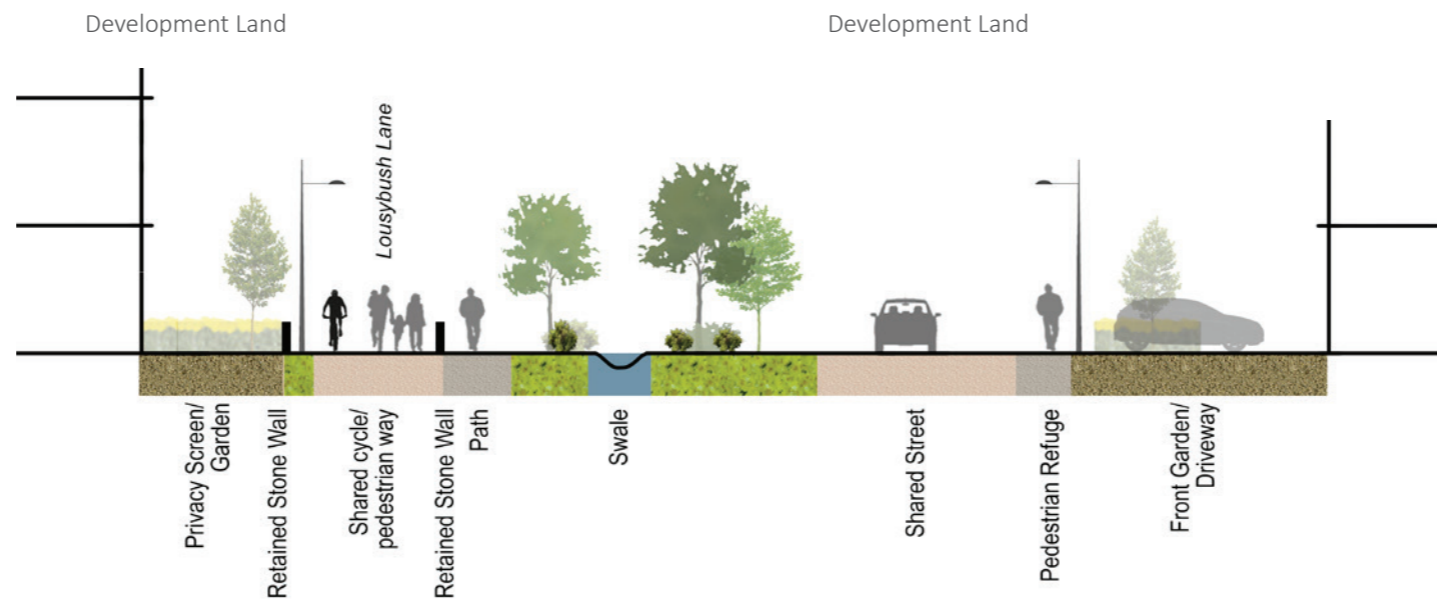 Development Land
Development Land
Lousybush Lane
Privacy Screen/
Garden
Retained Stone Wall
Shared cycle/
pedestrian way
Retained Stone Wall
Path
Swale
Shared Street
Pedestrian Refuge
Front Garden/
Driveway